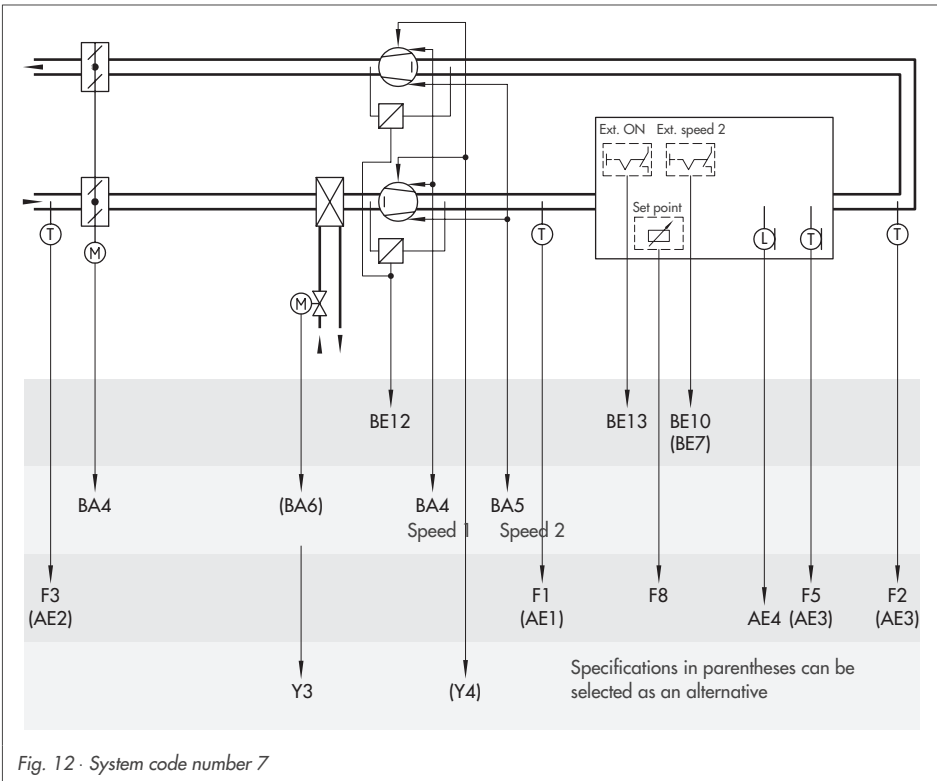 Ext. ON Ext. speed 2
Set point
T
M
T
L
T
T
M
BE12
BE13
BE10
(BE7)
BA4
(BA6)
BA4
Speed 1
BA5
Speed 2
F3
(AE2)
F1
(AE1)
F8
AE4
F5
(AE3)
F2
(AE3)
Y3
(Y4)
Specifications in parentheses can be
selected as an alternative
Fig. 12 · System code number 7